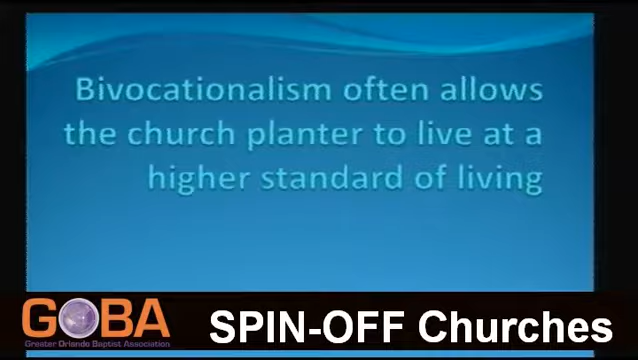 Bivocationalism often allows
the church planter to live at a
higher standard of living
GOBA
Greater Orlando Baptist Association
SPIN-OFF Churches